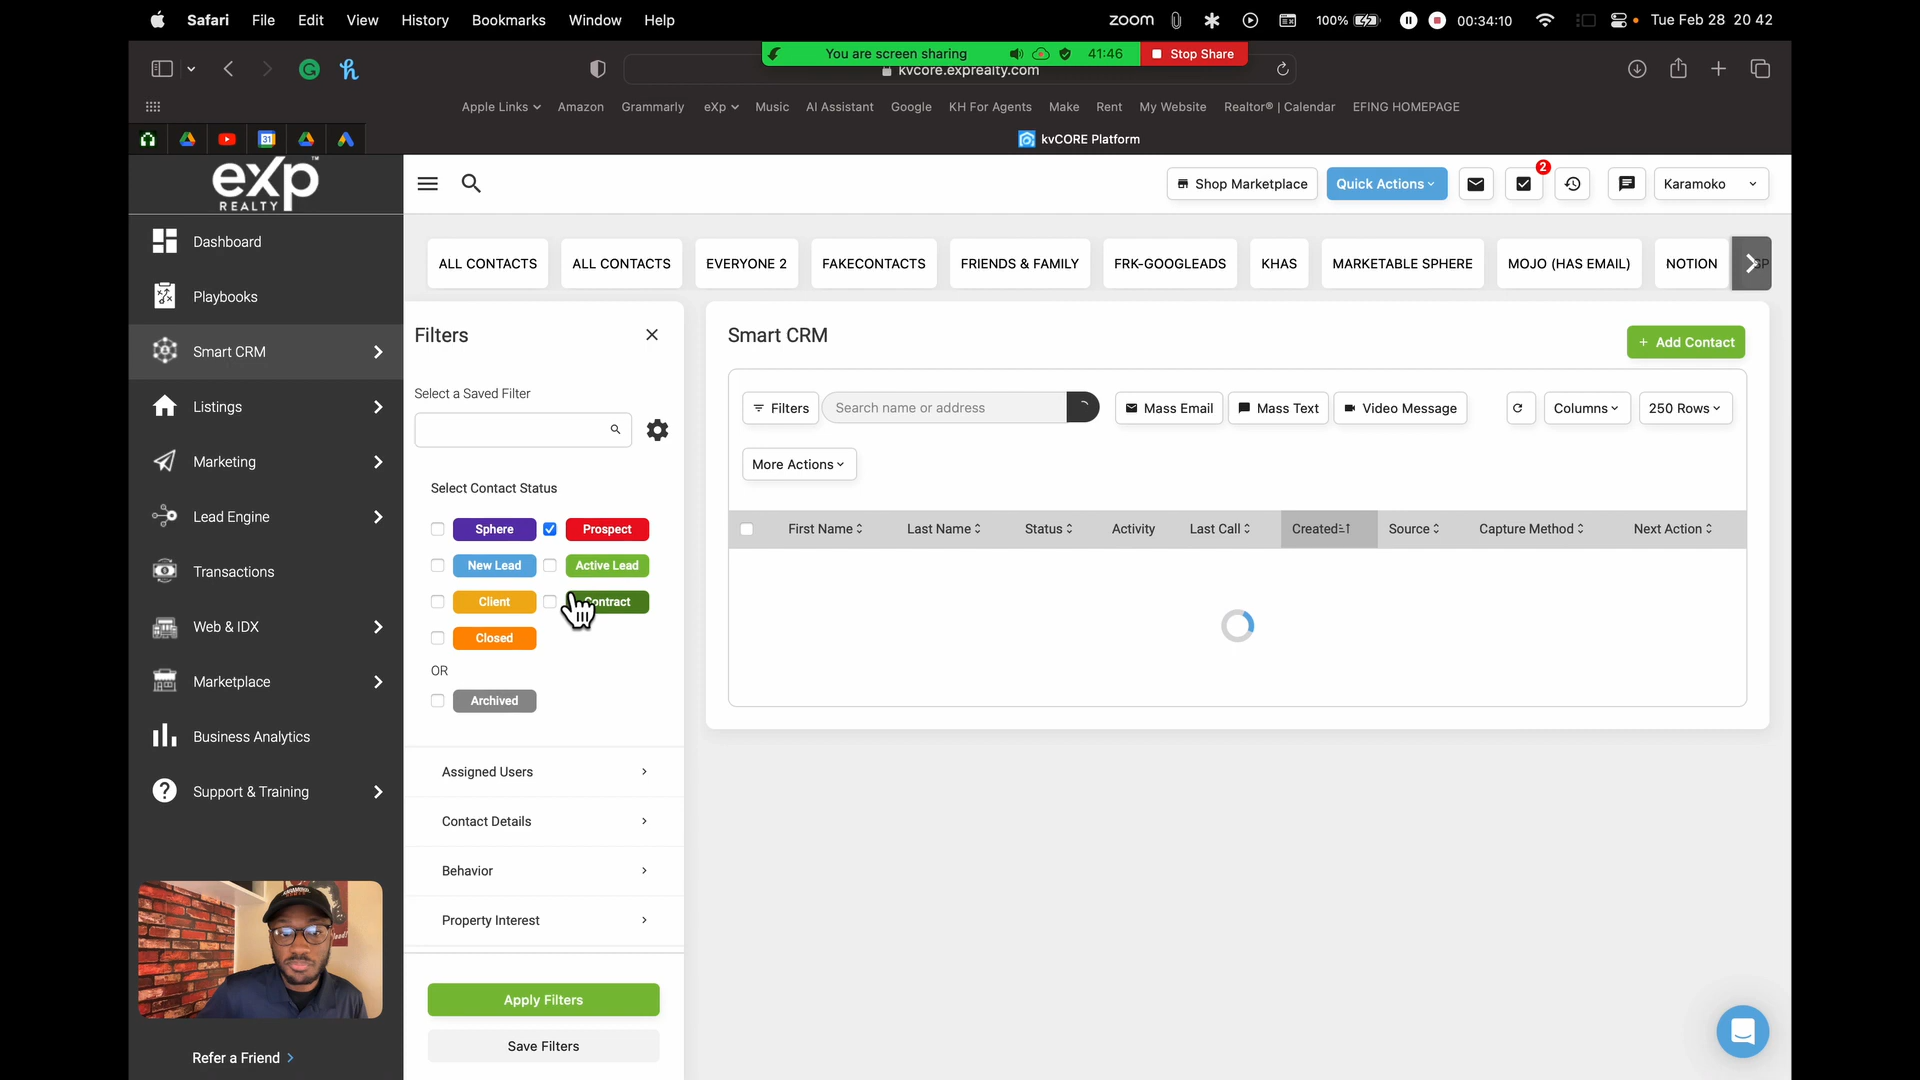 Safari File Edit View History Bookmarks Window Help
zoom 100% 00:34:10 Tue Feb 28 20 42
You are screen sharing 41:46 Stop Share
kvcore.exprealty.com
Apple Links Amazon Grammarly eXp Music AI Assistant Google KH For Agents Make Rent My Website Realtor® | Calendar EFING HOMEPAGE
31
kvCORE Platform
eXp™
REALTY
Shop Marketplace
Quick Actions
2
Karamoko
Dashboard
Playbooks
Smart CRM
Listings
Marketing
Lead Engine
Transactions
Web & IDX
Marketplace
Business Analytics
Support & Training
Refer a Friend
ALL CONTACTS
ALL CONTACTS
EVERYONE 2
FAKECONTACTS
FRIENDS & FAMILY
FRK-GOOGLEADS
KHAS
MARKETABLE SPHERE
MOJO (HAS EMAIL)
NOTION
Filters
Select a Saved Filter
Select Contact Status
Sphere Prospect
New Lead Active Lead
Client Contract
Closed
OR
Archived
Assigned Users
Contact Details
Behavior
Property Interest
Apply Filters
Save Filters
Smart CRM
+ Add Contact
Filters
Search name or address
Mass Email
Mass Text
Video Message
Columns
250 Rows
More Actions
First Name Last Name Status Activity Last Call Created Source Capture Method Next Action